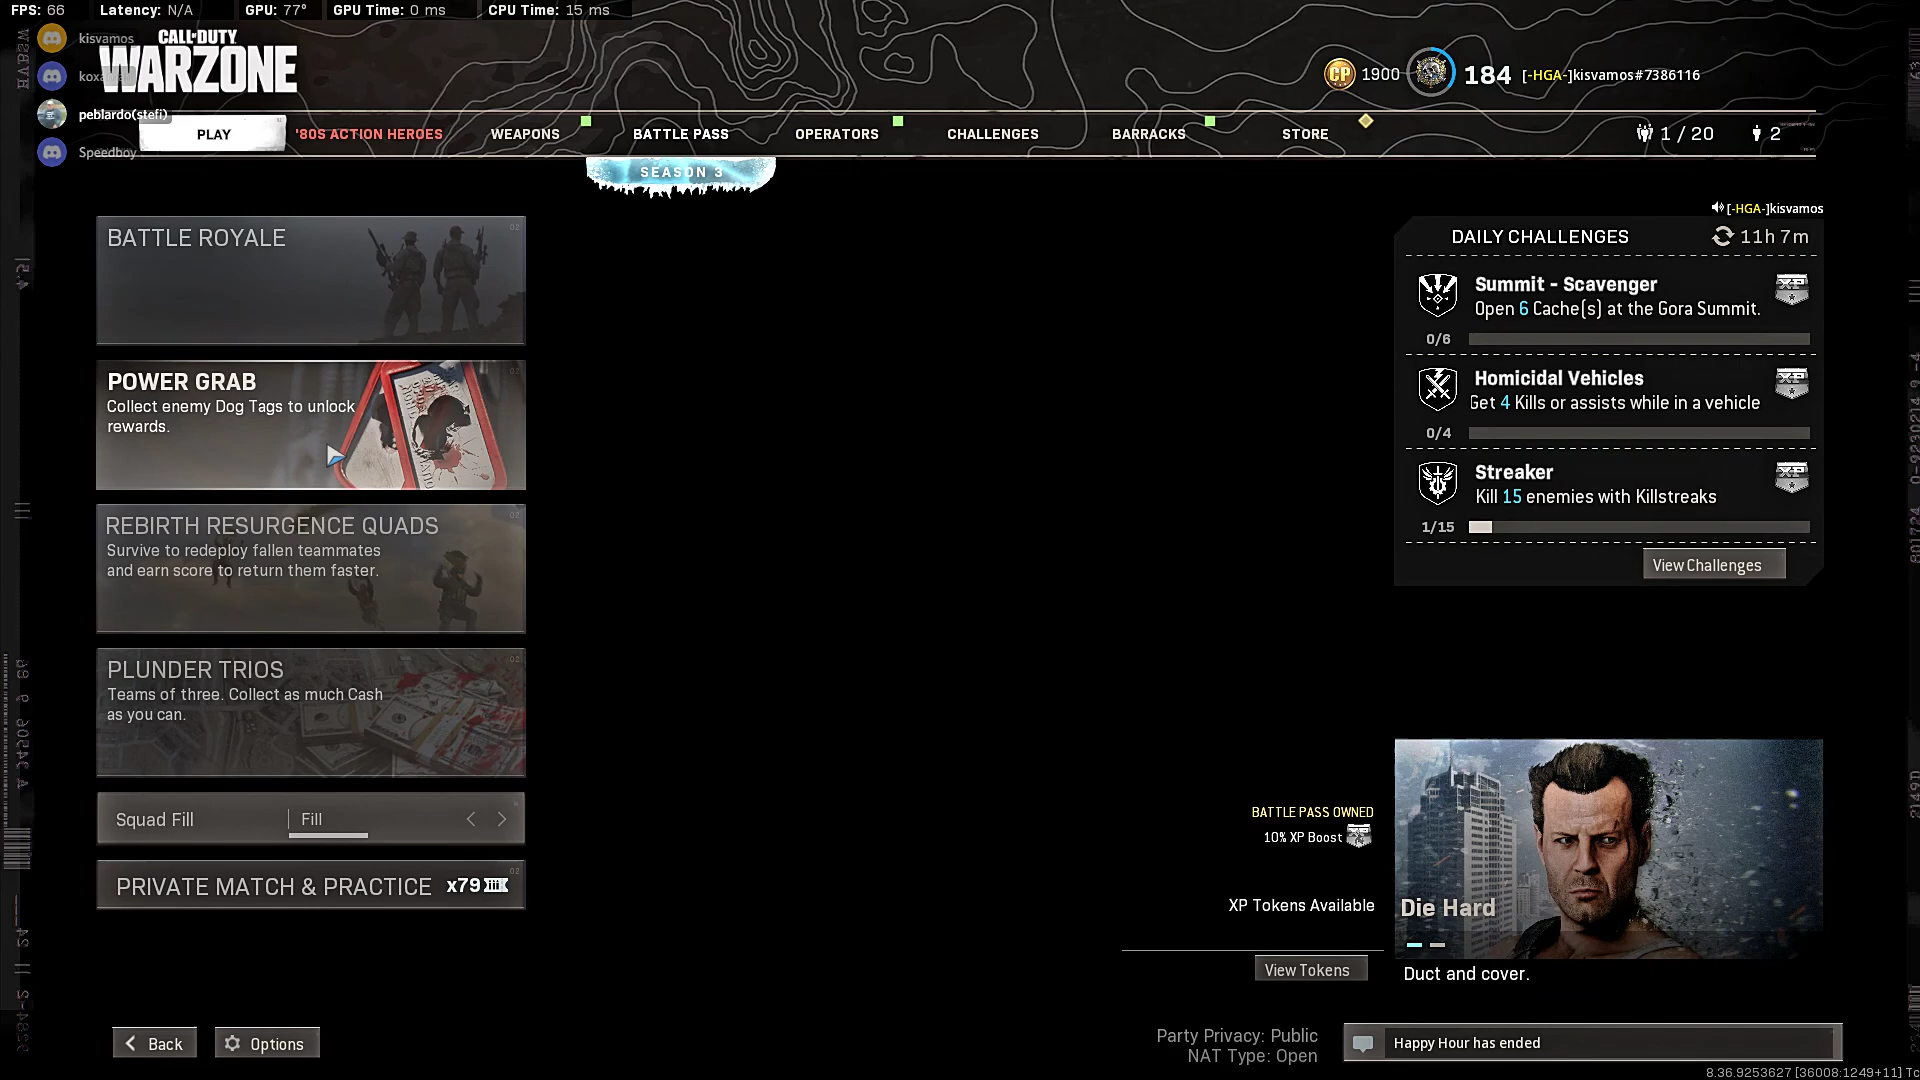 FPS: 66 Latency: N/A GPU: 77° GPU Time: 0 ms CPU Time: 15 ms
kisvamos
peblardo(stefi)
Speedboy
CALL OF DUTY
WARZONE
CP 1900 184 [-HGA-]kisvamos#7386116
PLAY '80S ACTION HEROES WEAPONS BATTLE PASS OPERATORS CHALLENGES BARRACKS STORE 1 / 20 2
SEASON 3
[-HGA-]kisvamos
BATTLE ROYALE
POWER GRAB
Collect enemy Dog Tags to unlock
rewards.
REBIRTH RESURGENCE QUADS
Survive to redeploy fallen teammates
and earn score to return them faster.
PLUNDER TRIOS
Teams of three. Collect as much Cash
as you can.
Squad Fill Fill
PRIVATE MATCH & PRACTICE x79
DAILY CHALLENGES 11h 7m
Summit - Scavenger XP
Open 6 Cache(s) at the Gora Summit.
0/6
Homicidal Vehicles XP
Get 4 Kills or assists while in a vehicle
0/4
Streaker XP
Kill 15 enemies with Killstreaks
1/15
View Challenges
BATTLE PASS OWNED
10% XP Boost
XP Tokens Available
View Tokens
Die Hard
Duct and cover.
Back Options
Party Privacy: Public
NAT Type: Open
Happy Hour has ended
8.36.9253627 [36008:1249+11] Tc